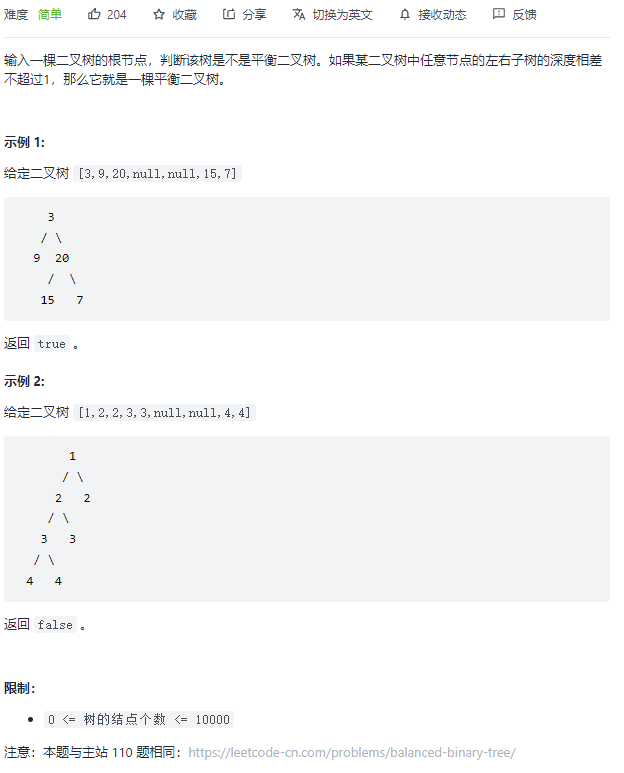 难度 简单 204 收藏 分享 切换为英文 接收动态 反馈
输入一棵二叉树的根节点，判断该树是不是平衡二叉树。如果某二叉树中任意节点的左右子树的深度相差
不超过1，那么它就是一棵平衡二叉树。
示例 1:
给定二叉树 [3,9,20,null,null,15,7]
3
/ \
9 20
/ \
15 7
返回 true 。
示例 2:
给定二叉树 [1,2,2,3,3,null,null,4,4]
1
/ \
2 2
/ \
3 3
/ \
4 4
返回 false 。
限制：
• 0 <= 树的结点个数 <= 10000
注意：本题与主站 110 题相同：https://leetcode-cn.com/problems/balanced-binary-tree/